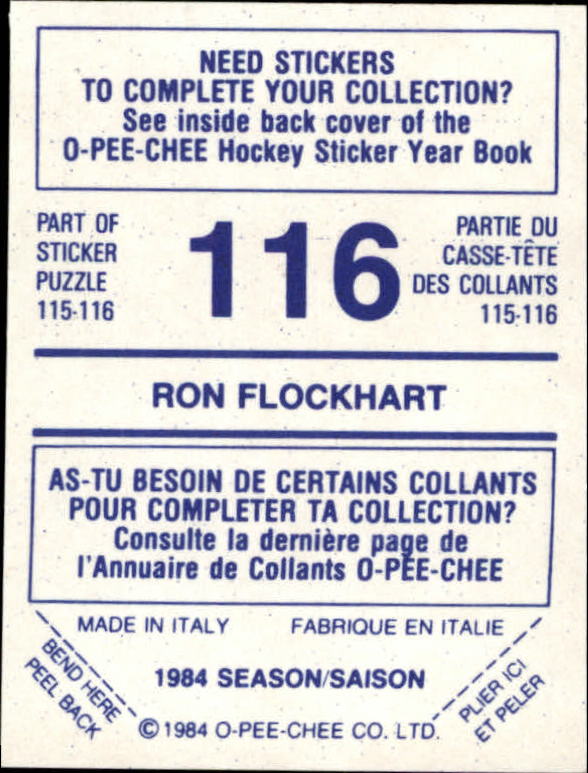 NEED STICKERS
TO COMPLETE YOUR COLLECTION?
See inside back cover of the
O-PEE-CHEE Hockey Sticker Year Book
PART OF
STICKER
PUZZLE
115-116
116
PARTIE DU
CASSE-TÊTE
DES COLLANTS
115-116
RON FLOCKHART
AS-TU BESOIN DE CERTAINS COLLANTS
POUR COMPLETER TA COLLECTION?
Consulte la dernière page de
l'Annuaire de Collants O-PEE-CHEE
MADE IN ITALY FABRIQUE EN ITALIE
BEND HERE
PEEL BACK
1984 SEASON/SAISON
PLIER ICI
ET PELER
© 1984 O-PEE-CHEE CO. LTD.